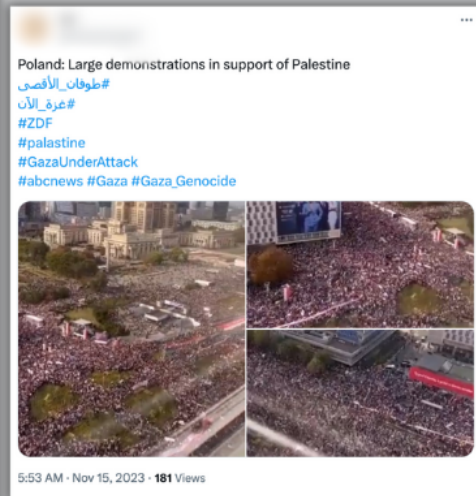 Poland: Large demonstrations in support of Palestine
#طوفان_الأقصى
#غزة_الآن
#ZDF
#palastine
#GazaUnderAttack
#abcnews #Gaza #Gaza_Genocide
5:53 AM · Nov 15, 2023 · 181 Views